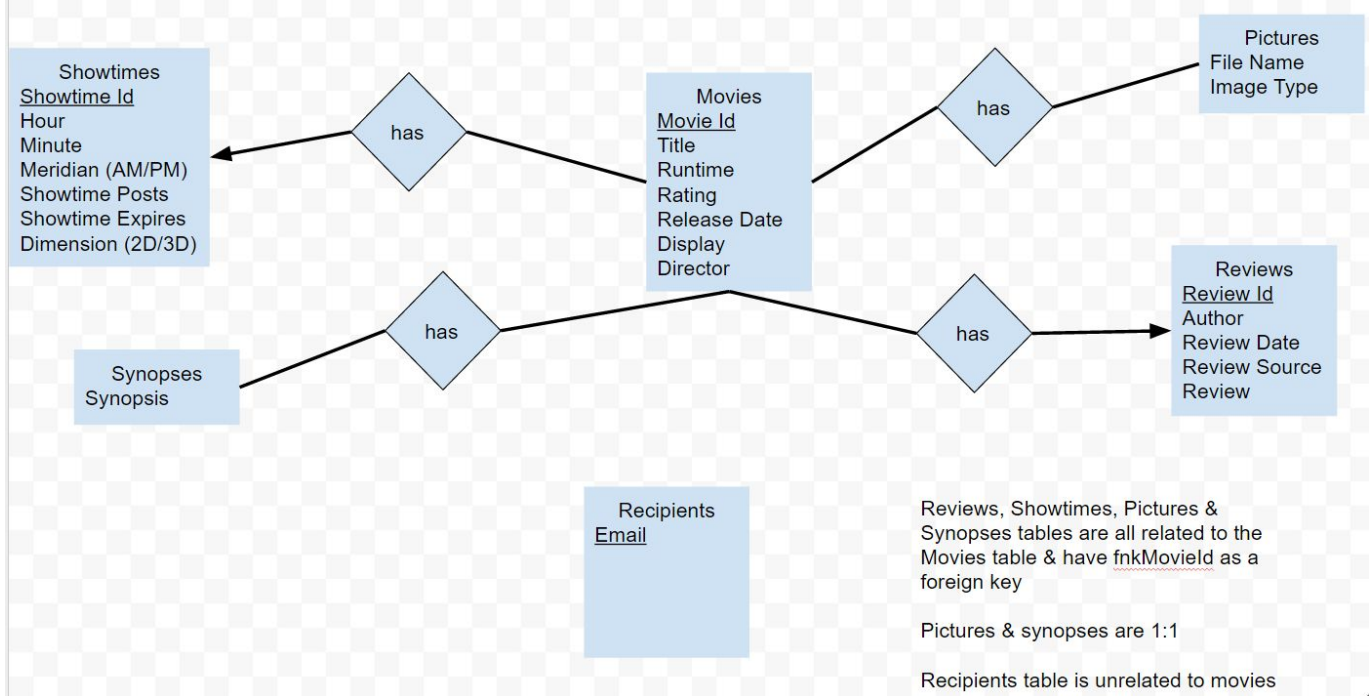 Showtimes
Showtime Id
Hour
Minute
Meridian (AM/PM)
Showtime Posts
Showtime Expires
Dimension (2D/3D)
has
Movies
Movie Id
Title
Runtime
Rating
Release Date
Display
Director
has
Pictures
File Name
Image Type
Synopses
Synopsis
has
has
Reviews
Review Id
Author
Review Date
Review Source
Review
Recipients
Email
Reviews, Showtimes, Pictures &
Synopses tables are all related to the
Movies table & have fnkMovieId as a
foreign key
Pictures & synopses are 1:1
Recipients table is unrelated to movies